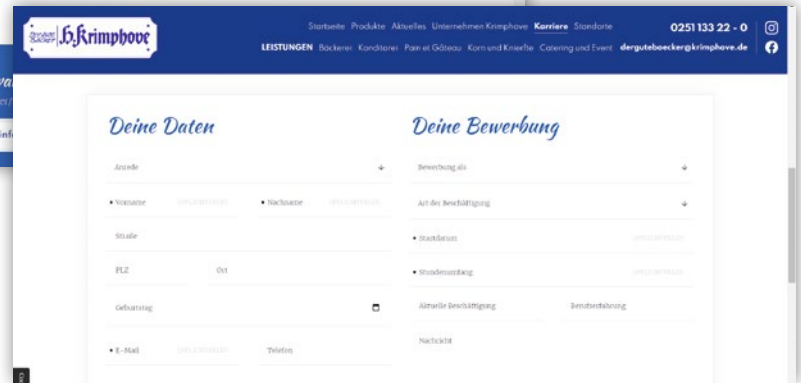 H. Krimphove
Startseite Produkte Aktuelles Unternehmen Krimphove Karriere Standorte
0251 133 22 - 0
LEISTUNGEN Bäckerei Konditorei Pain et Gâteau Korn und Knierfte Catering und Event derguteboecker@krimphove.de
Deine Daten
Deine Bewerbung
Anrede
Bewerbung als
• Vorname
• Nachname
Art der Beschäftigung
Straße
• Startdatum
PLZ Ort
• Stundenumfang
Geburtstag
Aktuelle Beschäftigung Berufserfahrung
• E-Mail
Telefon
Nachricht